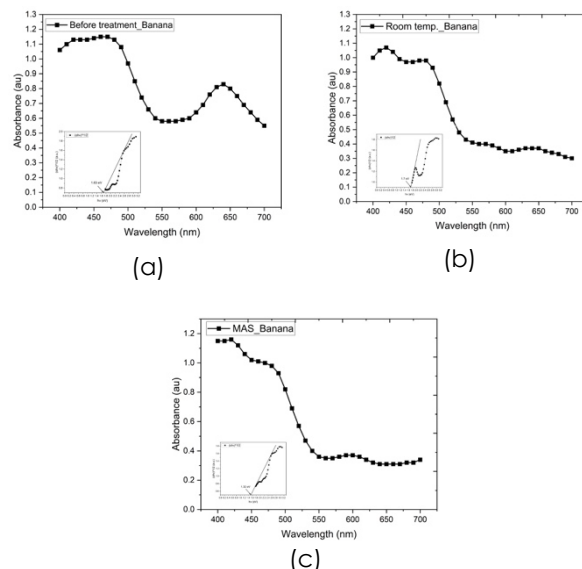 Before treatment_Banana
Absorbance (au)
1.3
1.2
1.1
1.0
0.9
0.8
0.7
0.6
0.5
0.4
0.3
0.2
0.1
0.0
400 450 500 550 600 650 700
Wavelength (nm)
(a)
Room temp._Banana
Absorbance (au)
1.3
1.2
1.1
1.0
0.9
0.8
0.7
0.6
0.5
0.4
0.3
0.2
0.1
0.0
400 450 500 550 600 650 700
Wavelength (nm)
(b)
MAS_Banana
Absorbance (au)
1.2
1.0
0.8
0.6
0.4
0.2
0.0
400 450 500 550 600 650 700
Wavelength (nm)
(c)